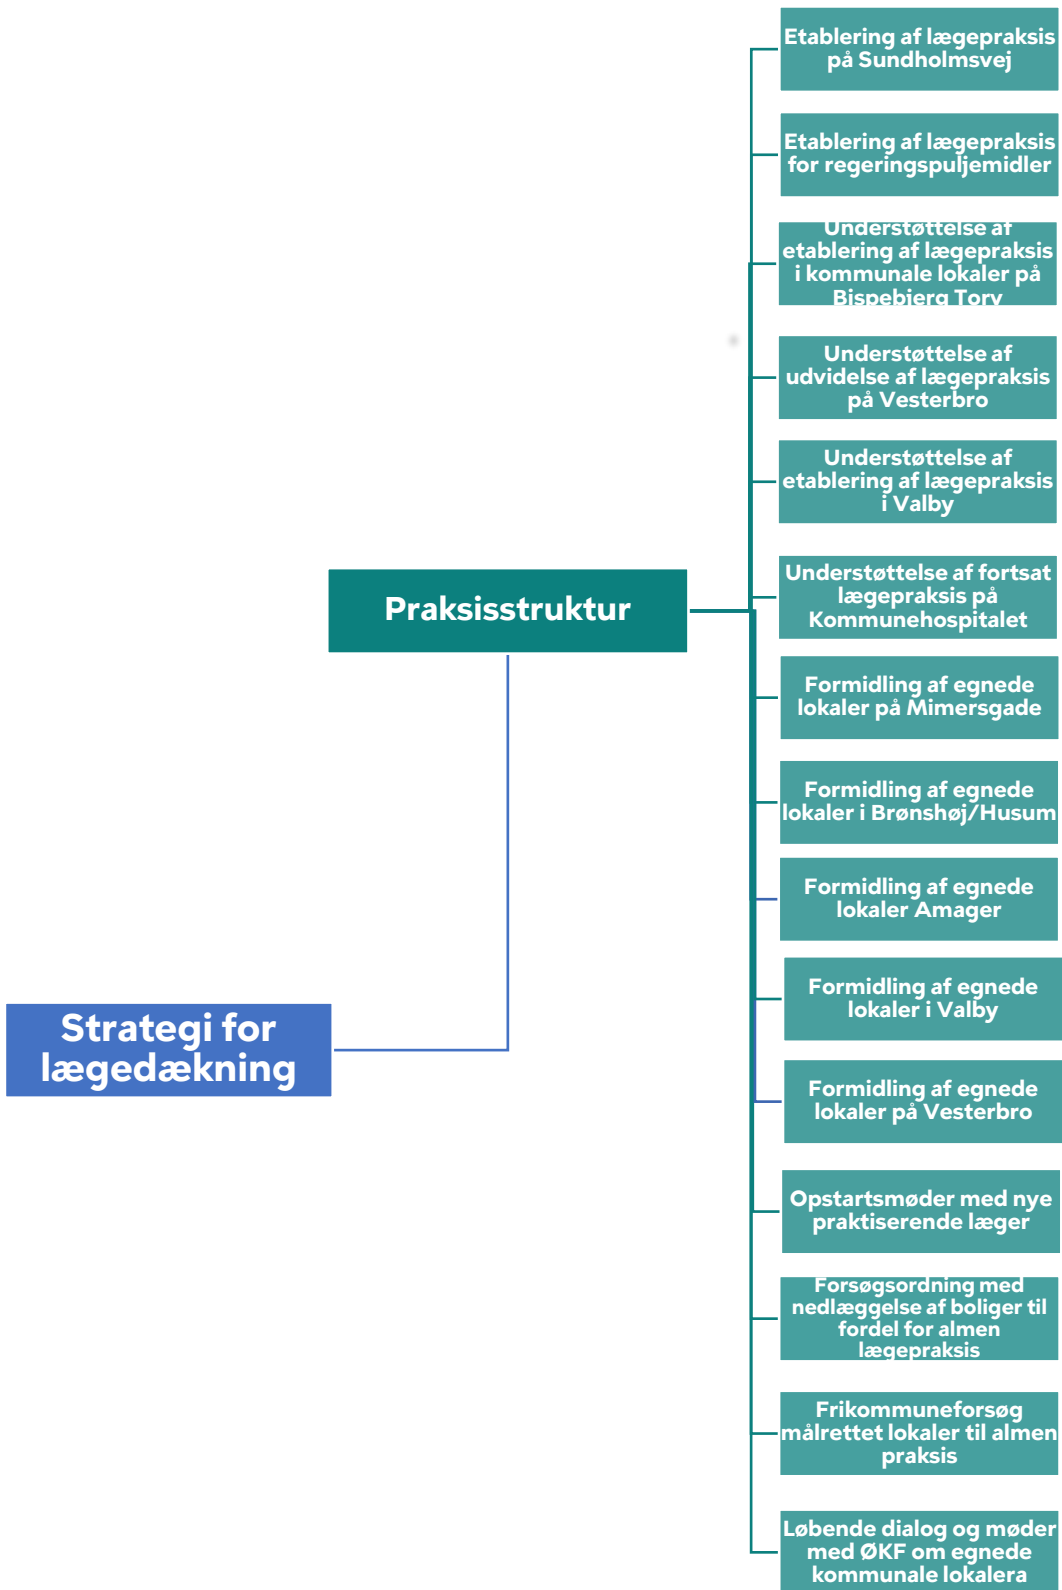 Etablering af lægepraksis
på Sundholmsvej
Etablering af lægepraksis
for regeringspuljemidler
Understøttelse af
etablering af lægepraksis
i kommunale lokaler på
Bispebjerg Torv
Understøttelse af
udvidelse af lægepraksis
på Vesterbro
Understøttelse af
etablering af lægepraksis
i Valby
Understøttelse af fortsat
lægepraksis på
Kommunehospitalet
Praksisstruktur
Formidling af egnede
lokaler på Mimersgade
Formidling af egnede
lokaler i Brønshøj/Husum
Formidling af egnede
lokaler Amager
Formidling af egnede
lokaler i Valby
Strategi for
lægedækning
Formidling af egnede
lokaler på Vesterbro
Opstartsmøder med nye
praktiserende læger
Forsøgsordning med
nedlæggelse af boliger til
fordel for almen
lægepraksis
Frikommuneforsøg
målrettet lokaler til almen
praksis
Løbende dialog og møder
med ØKF om egnede
kommunale lokalera